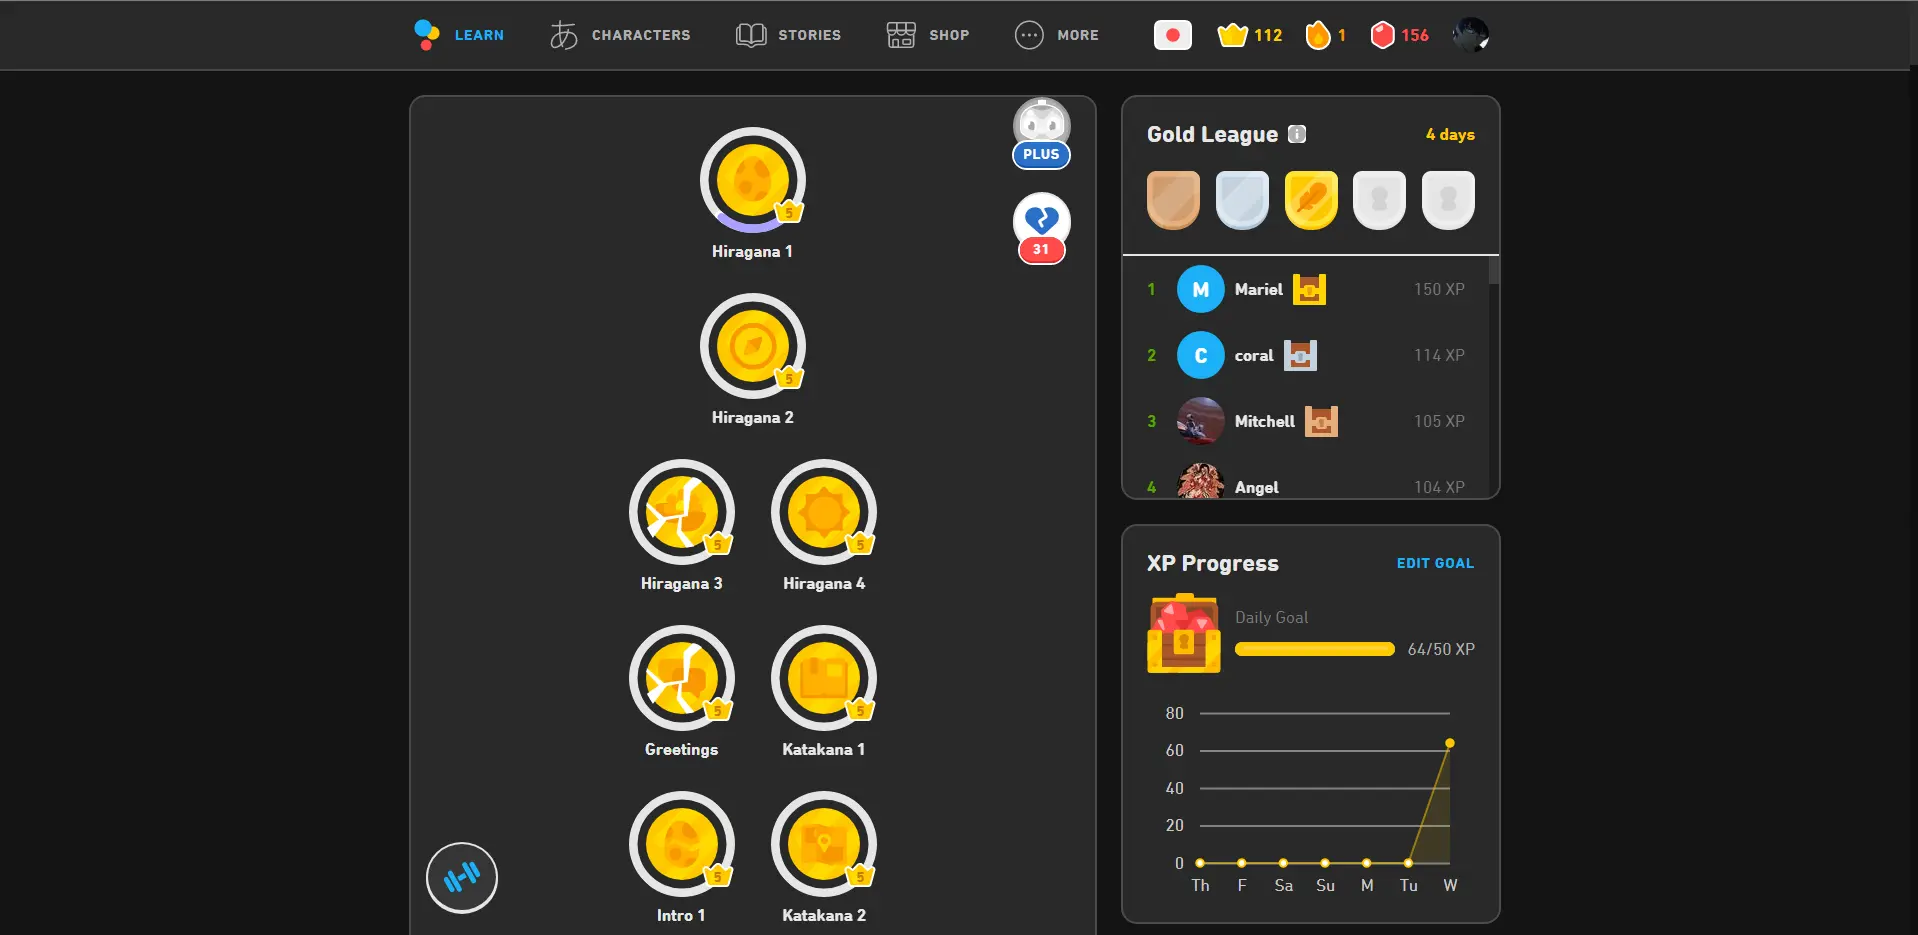 LEARN
あ CHARACTERS
STORIES
SHOP
MORE
112
1
156
PLUS
31
5
Hiragana 1
5
Hiragana 2
5
Hiragana 3
5
Hiragana 4
5
Greetings
5
Katakana 1
5
Intro 1
5
Katakana 2
Gold League
4 days
1 M Mariel 150 XP
2 C coral 114 XP
3 Mitchell 105 XP
4 Angel 104 XP
XP Progress
EDIT GOAL
Daily Goal
64/50 XP
80
60
40
20
0
Th F Sa Su M Tu W